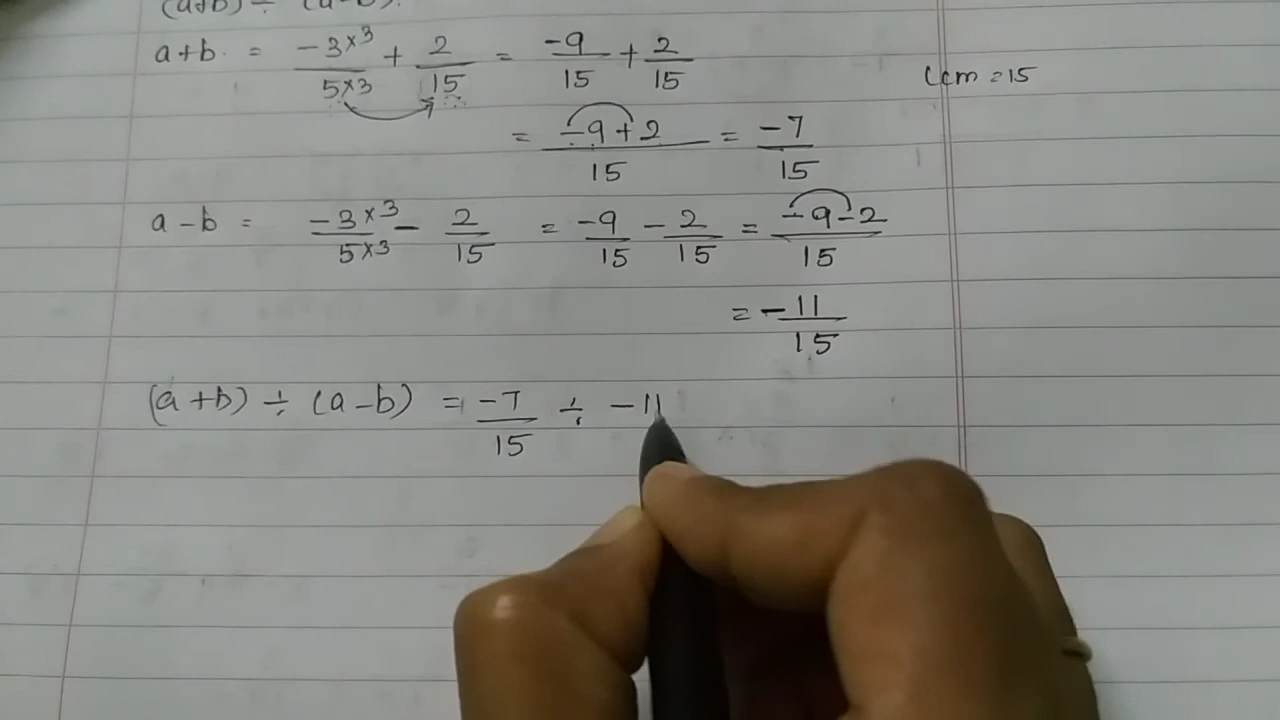 (a+b) ÷ (a-b).
a+b = -3×3/5×3 + 2/15 = -9/15 + 2/15
Lcm = 15
= -9+2/15 = -7/15
a-b = -3×3/5×3 - 2/15 = -9/15 - 2/15 = -9-2/15
= -11/15
(a+b) ÷ (a-b) = -7/15 ÷ -11